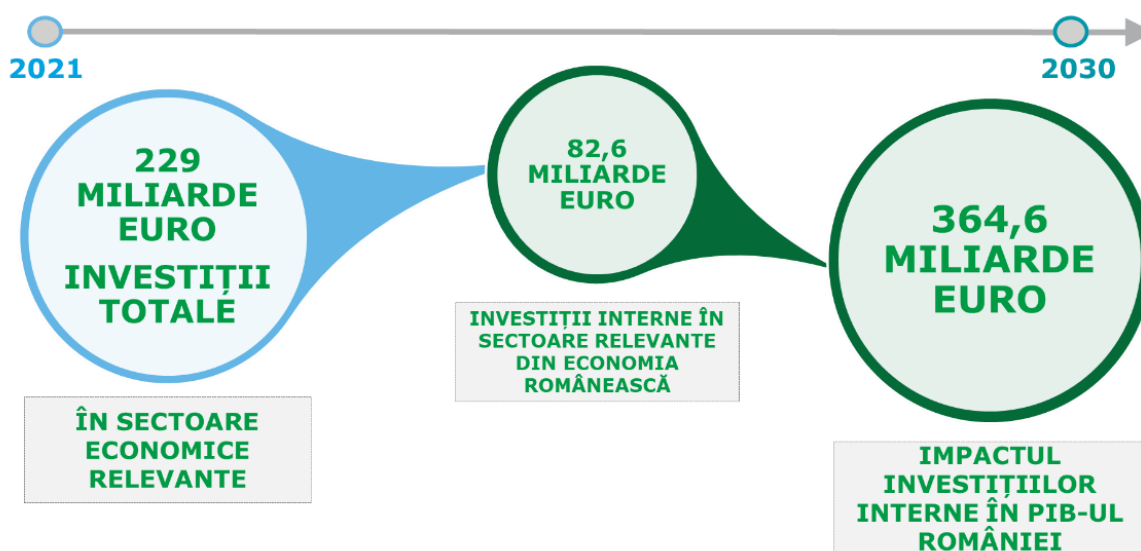 2021
2030
229
MILIARDE
EURO
INVESTIȚII
TOTALE
82,6
MILIARDE
EURO
364,6
MILIARDE
EURO
INVESTIȚII INTERNE ÎN
SECTOARE RELEVANTE
DIN ECONOMIA
ROMÂNEASCĂ
ÎN SECTOARE
ECONOMICE
RELEVANTE
IMPACTUL
INVESTIȚIILOR
INTERNE ÎN PIB-UL
ROMÂNIEI